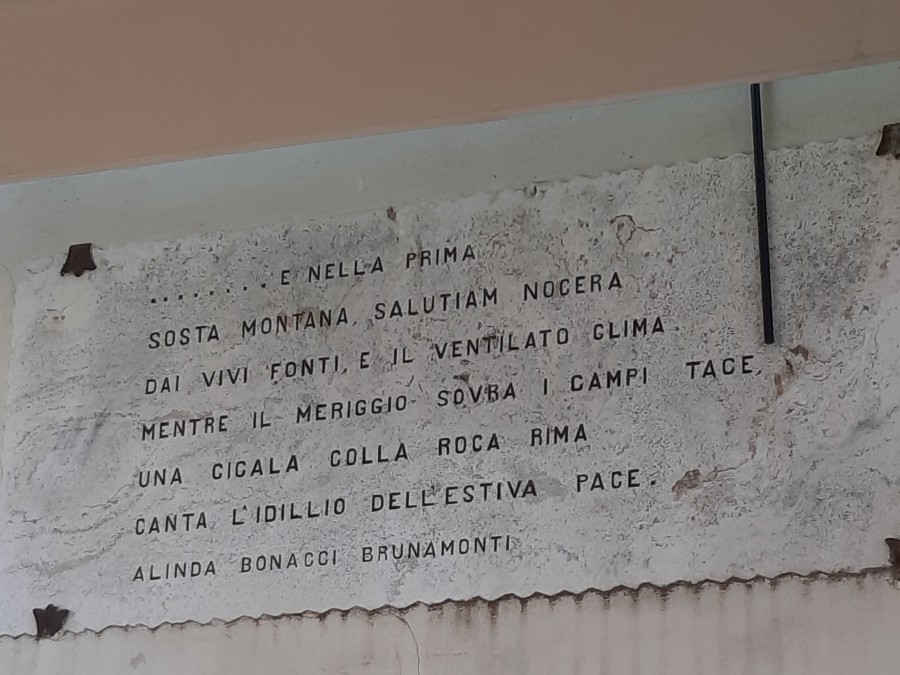 ........E NELLA PRIMA
SOSTA MONTANA, SALUTIAM NOCERA
DAI VIVI FONTI, E IL VENTILATO CLIMA.
MENTRE IL MERIGGIO SOVRA I CAMPI TACE,
UNA CICALA COLLA ROCA RIMA
CANTA L'IDILLIO DELL'ESTIVA PACE.
ALINDA BONACCI BRUNAMONTI